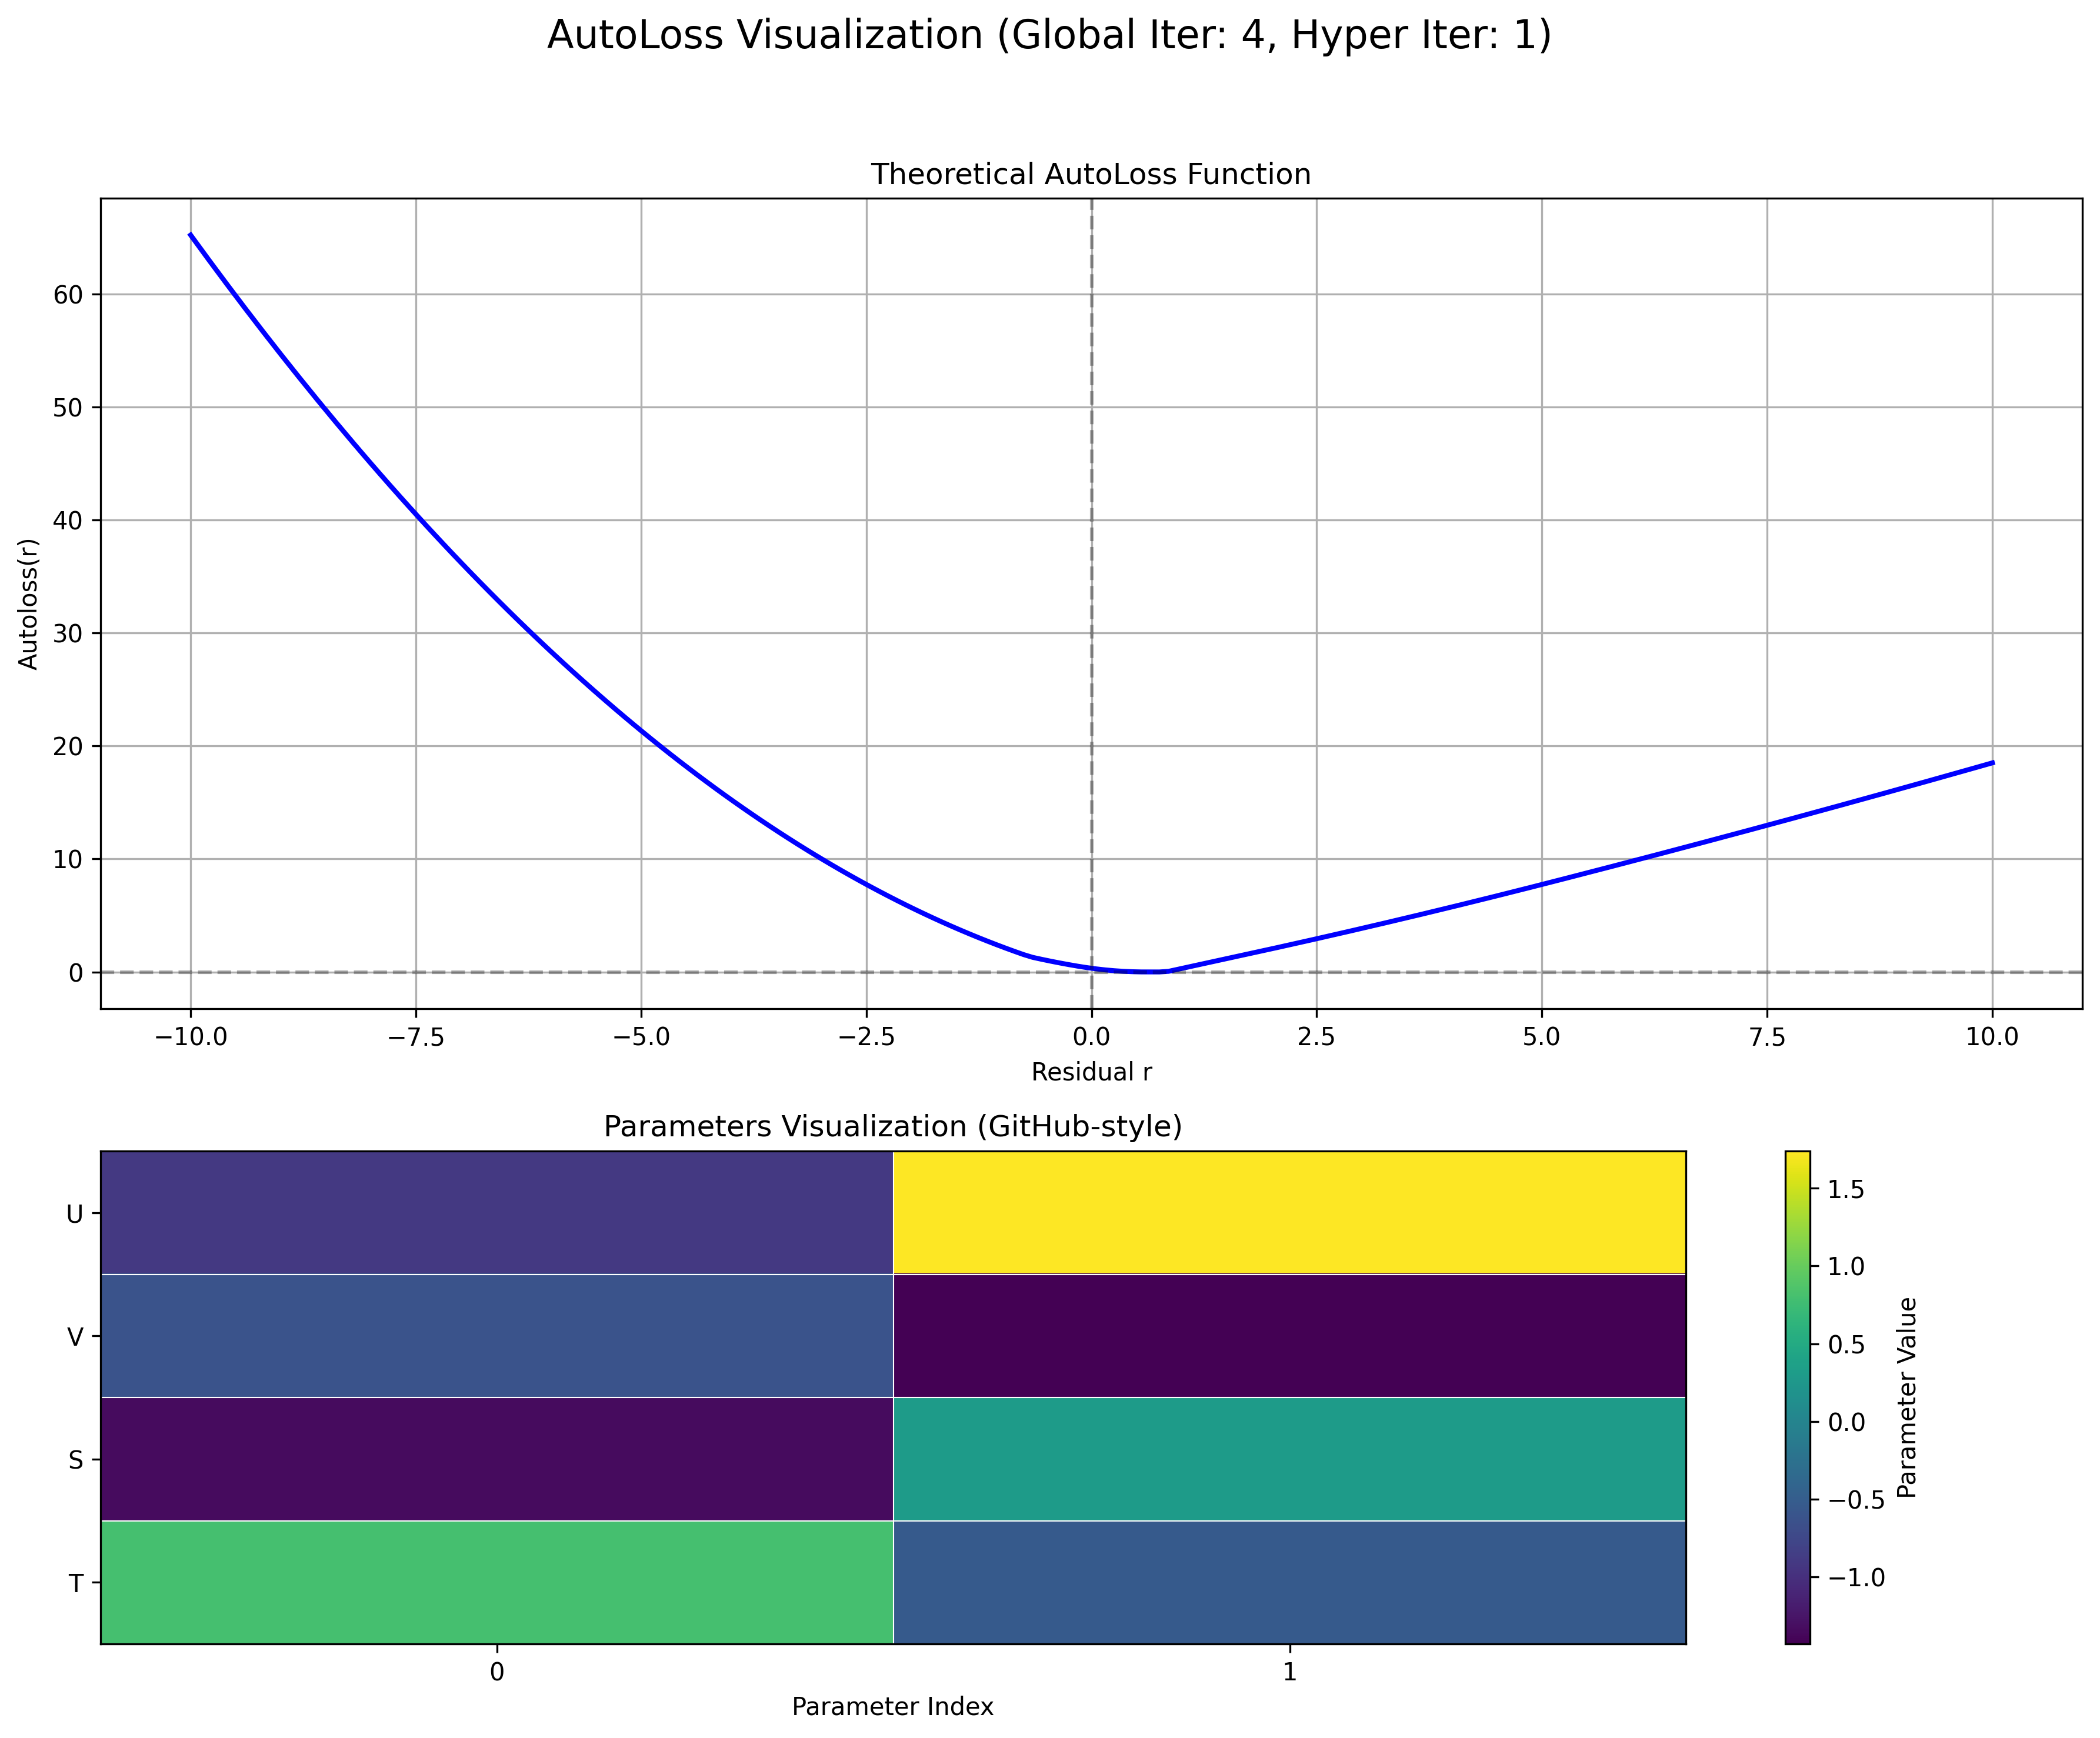 AutoLoss Visualization (Global Iter: 4, Hyper Iter: 1)
Theoretical AutoLoss Function
Autoloss(r)
60
50
40
30
20
10
0
−10.0
−7.5
−5.0
−2.5
0.0
2.5
5.0
7.5
10.0
Residual r
Parameters Visualization (GitHub-style)
U
V
S
T
0
1
Parameter Index
1.5
1.0
0.5
0.0
−0.5
−1.0
Parameter Value